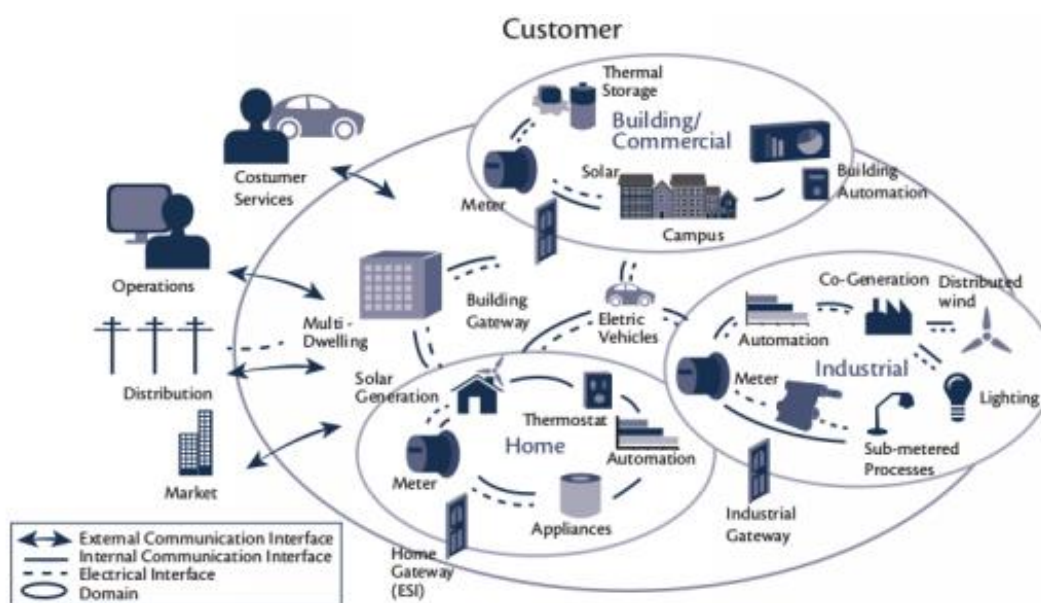 Customer
Thermal
Storage
Building/
Commercial
Solar
Meter
Building
Automation
Campus
Costumer
Services
Operations
Multi -
Dwelling
Building
Gateway
Eletric
Vehicles
Co-Generation
Distributed
wind
Automation
Industrial
Meter
Lighting
Sub-metered
Processes
Distribution
Solar
Generation
Thermostat
Home
Automation
Meter
Appliances
Market
Home
Gateway
(ESI)
Industrial
Gateway
External Communication Interface
Internal Communication Interface
Electrical Interface
Domain